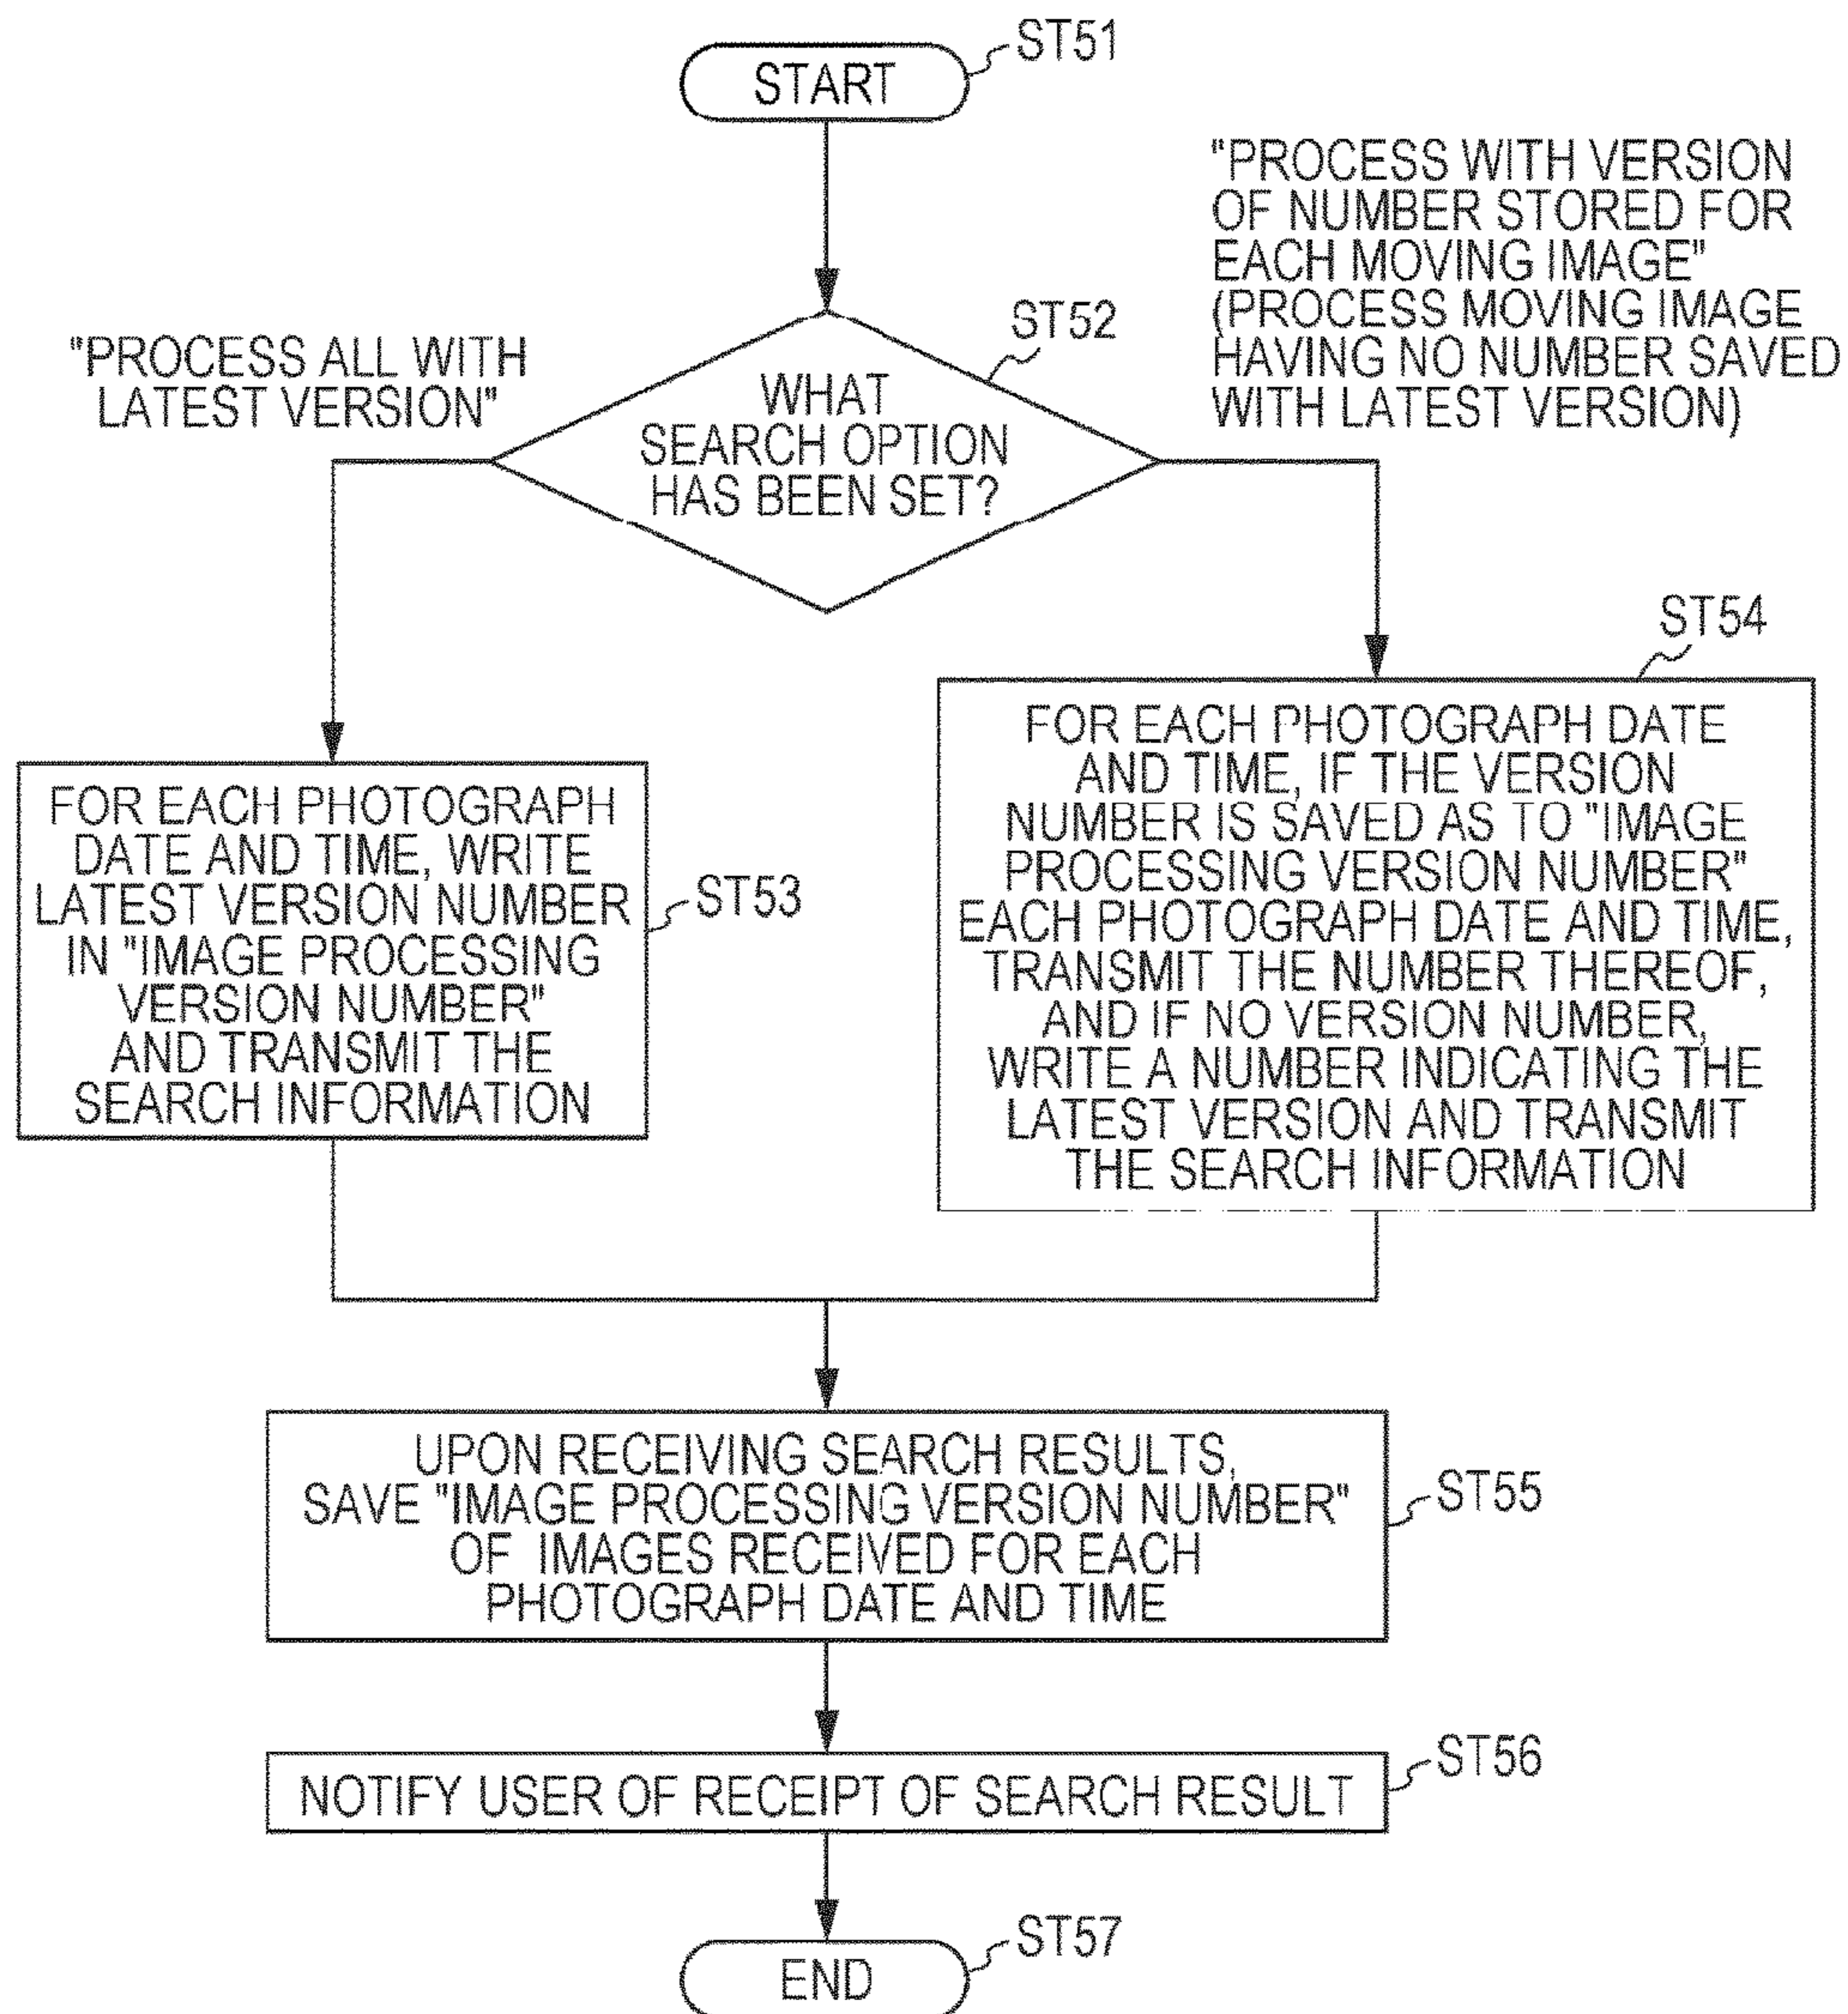 START
ST51
"PROCESS ALL WITH
LATEST VERSION"
WHAT
SEARCH OPTION
HAS BEEN SET?
ST52
"PROCESS WITH VERSION
OF NUMBER STORED FOR
EACH MOVING IMAGE"
(PROCESS MOVING IMAGE
HAVING NO NUMBER SAVED
WITH LATEST VERSION)
FOR EACH PHOTOGRAPH
DATE AND TIME, WRITE
LATEST VERSION NUMBER
IN "IMAGE PROCESSING
VERSION NUMBER"
AND TRANSMIT THE
SEARCH INFORMATION
ST53
ST54
FOR EACH PHOTOGRAPH DATE
AND TIME, IF THE VERSION
NUMBER IS SAVED AS TO "IMAGE
PROCESSING VERSION NUMBER"
EACH PHOTOGRAPH DATE AND TIME,
TRANSMIT THE NUMBER THEREOF,
AND IF NO VERSION NUMBER,
WRITE A NUMBER INDICATING THE
LATEST VERSION AND TRANSMIT
THE SEARCH INFORMATION
UPON RECEIVING SEARCH RESULTS,
SAVE "IMAGE PROCESSING VERSION NUMBER"
OF IMAGES RECEIVED FOR EACH
PHOTOGRAPH DATE AND TIME
ST55
NOTIFY USER OF RECEIPT OF SEARCH RESULT
ST56
END
ST57